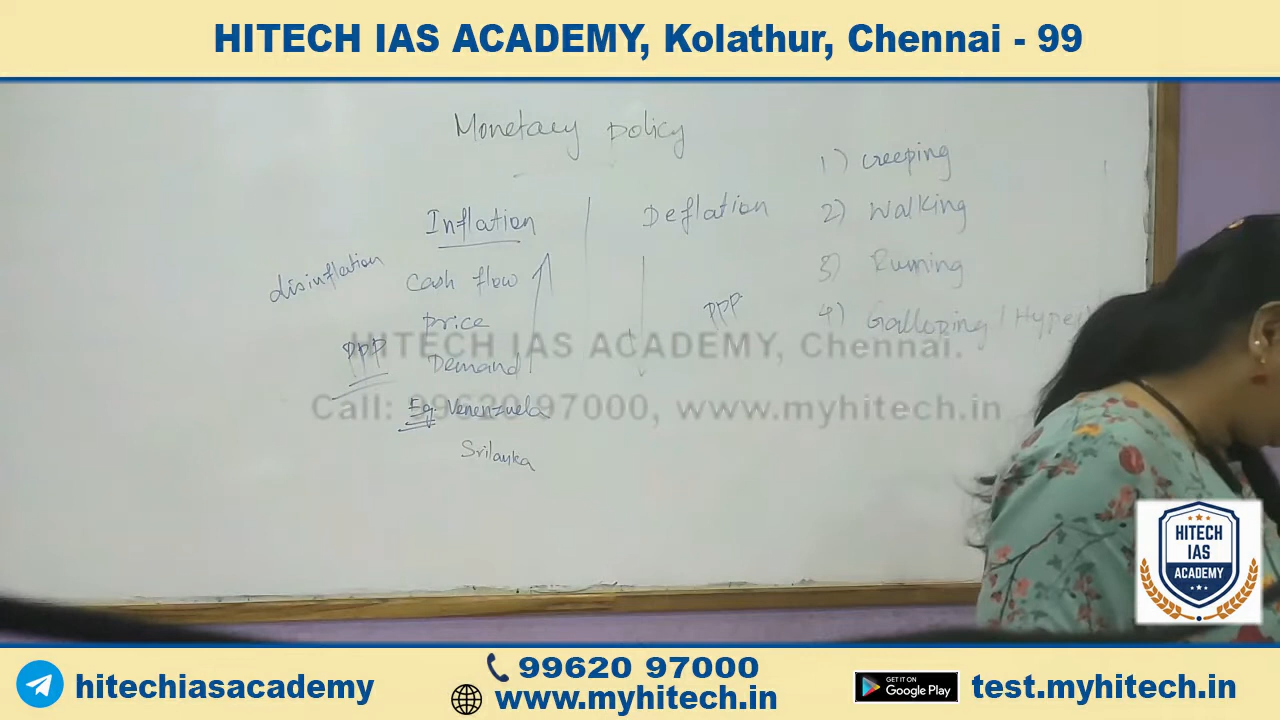 HITECH IAS ACADEMY, Kolathur, Chennai - 99
Monetary policy
Inflation
Deflation
disinflation
cash flow
price
PPP
Demand
Eg: Venenzuela
Srilanka
PPP
1) creeping
2) Walking
3) Running
4) Galloping (Hyper)
HITECH IAS ACADEMY, Chennai.
Call: 99620 97000, www.myhitech.in
HITECH
IAS
ACADEMY
hitechiasacademy
99620 97000
www.myhitech.in
GET IT ON
Google Play
test.myhitech.in